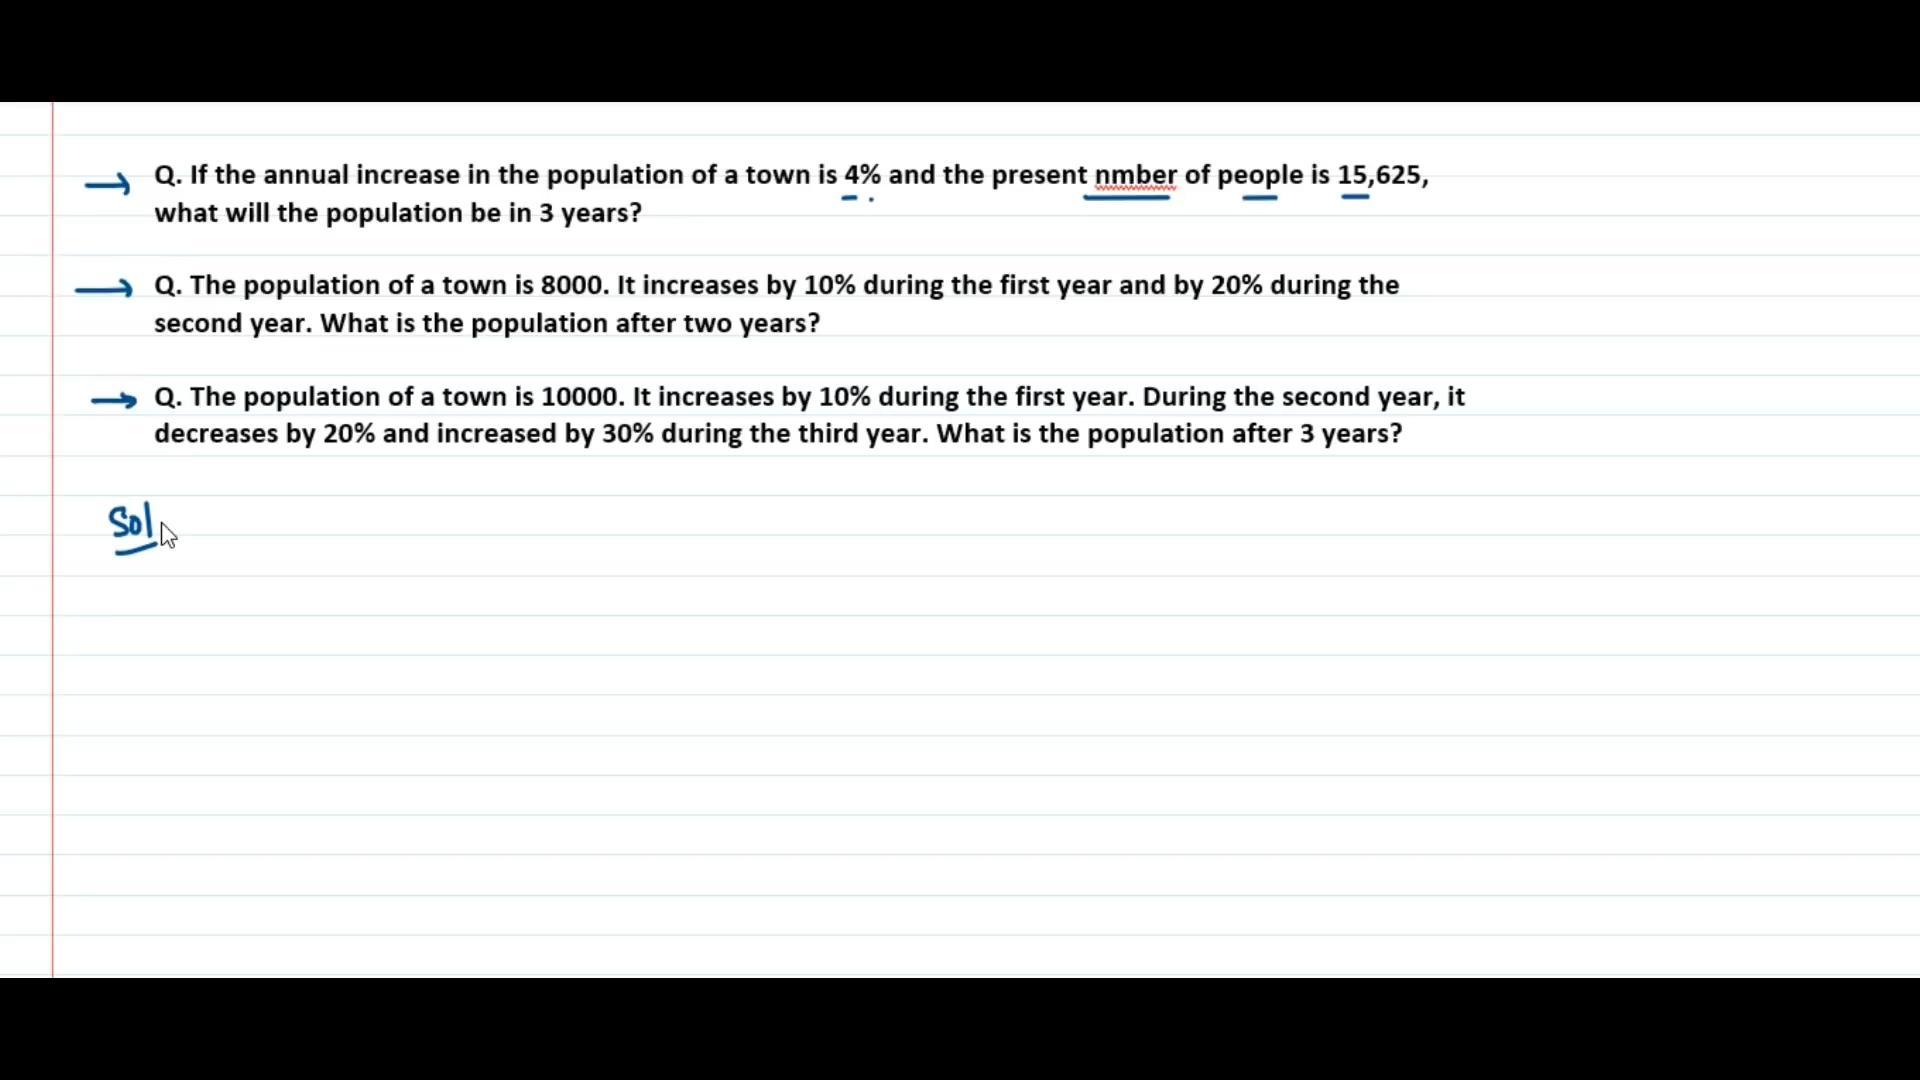 Q. If the annual increase in the population of a town is 4% and the present nmber of people is 15,625,
what will the population be in 3 years?
Q. The population of a town is 8000. It increases by 10% during the first year and by 20% during the
second year. What is the population after two years?
Q. The population of a town is 10000. It increases by 10% during the first year. During the second year, it
decreases by 20% and increased by 30% during the third year. What is the population after 3 years?
Sol